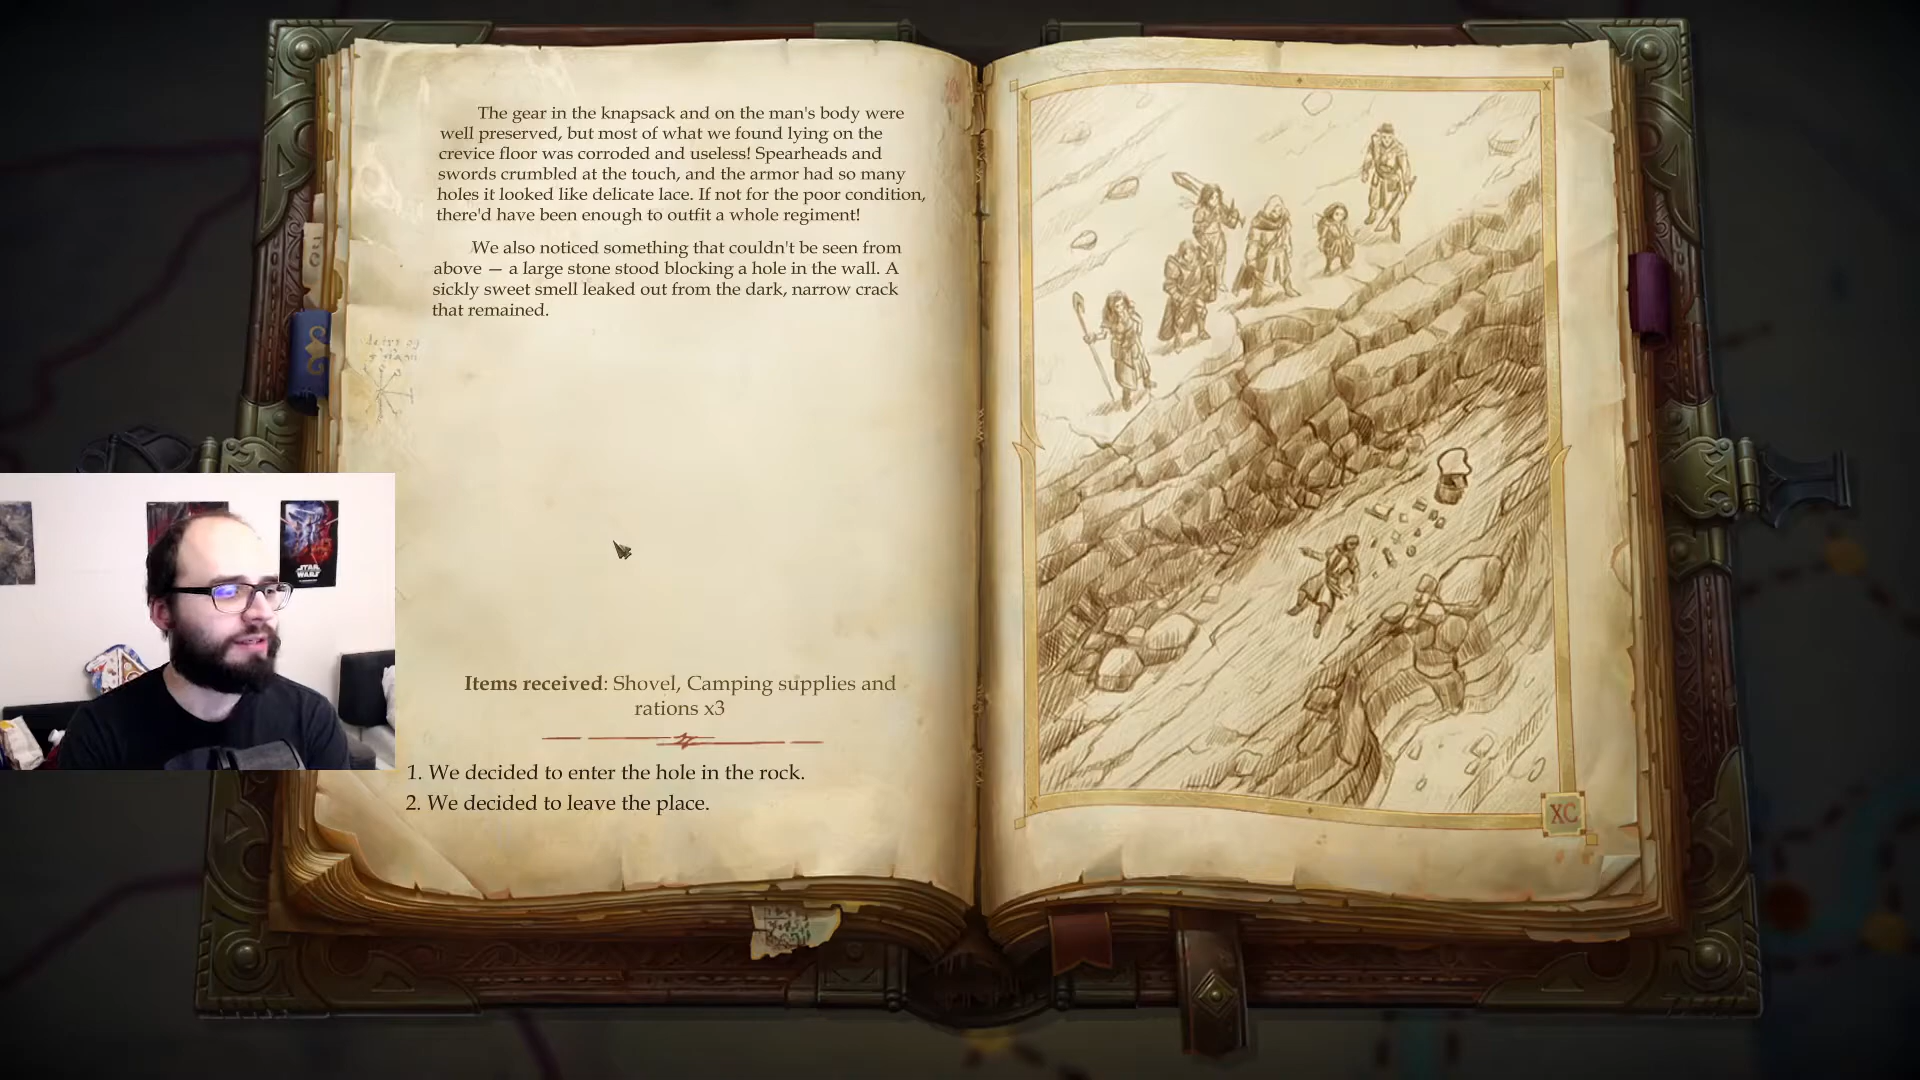 The gear in the knapsack and on the man's body were
well preserved, but most of what we found lying on the
crevice floor was corroded and useless! Spearheads and
swords crumbled at the touch, and the armor had so many
holes it looked like delicate lace. If not for the poor condition,
there'd have been enough to outfit a whole regiment!
We also noticed something that couldn't be seen from
above — a large stone stood blocking a hole in the wall. A
sickly sweet smell leaked out from the dark, narrow crack
that remained.
STAR
WARS
Items received: Shovel, Camping supplies and
rations x3
1. We decided to enter the hole in the rock.
2. We decided to leave the place.
XC